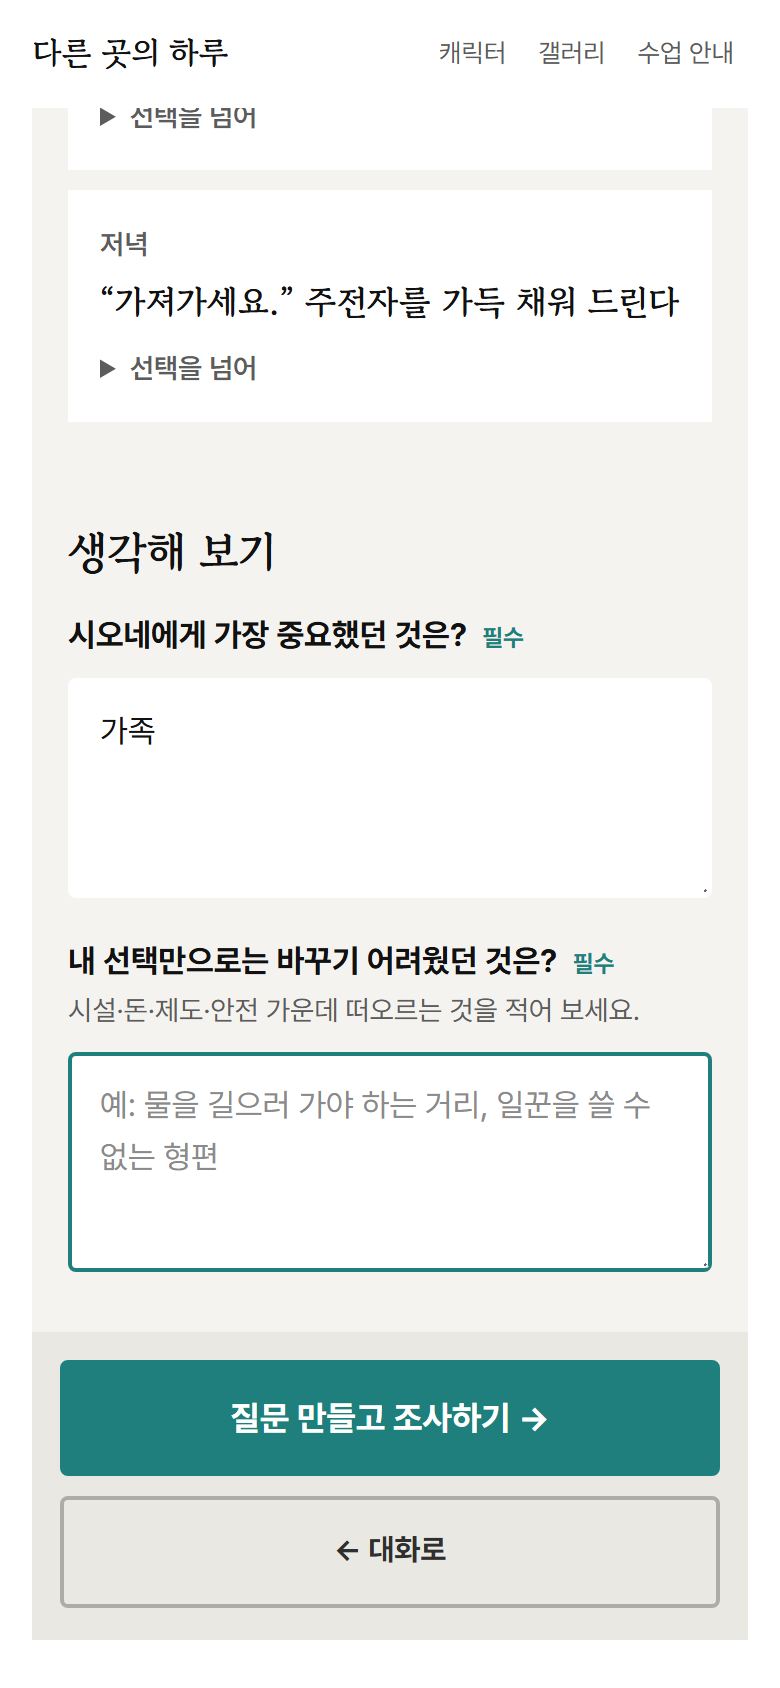 다른 곳의 하루
캐릭터 갤러리 수업 안내
▶ 선택을 넘어
저녁
“가져가세요.” 주전자를 가득 채워 드린다
▶ 선택을 넘어
생각해 보기
시오네에게 가장 중요했던 것은? 필수
가족
내 선택만으로는 바꾸기 어려웠던 것은? 필수
시설·돈·제도·안전 가운데 떠오르는 것을 적어 보세요.
예: 물을 길으러 가야 하는 거리, 일꾼을 쓸 수
없는 형편
질문 만들고 조사하기 →
← 대화로